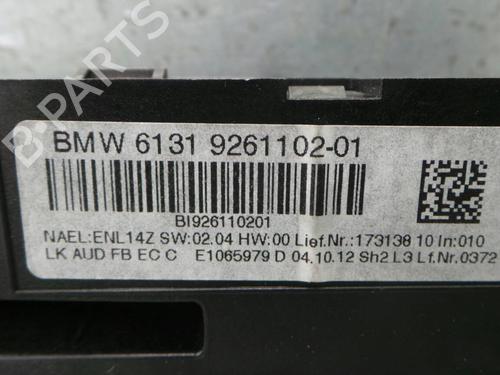 B-PARTS
BMW 6131 9261102-01
BI926110201
NAEL:ENL14Z SW:02.04 HW:00 Lief.Nr.:173138 10 In:010
LK AUD FB EC C E1065979 D 04.10.12 Sh2 L3 Lf.Nr.0372